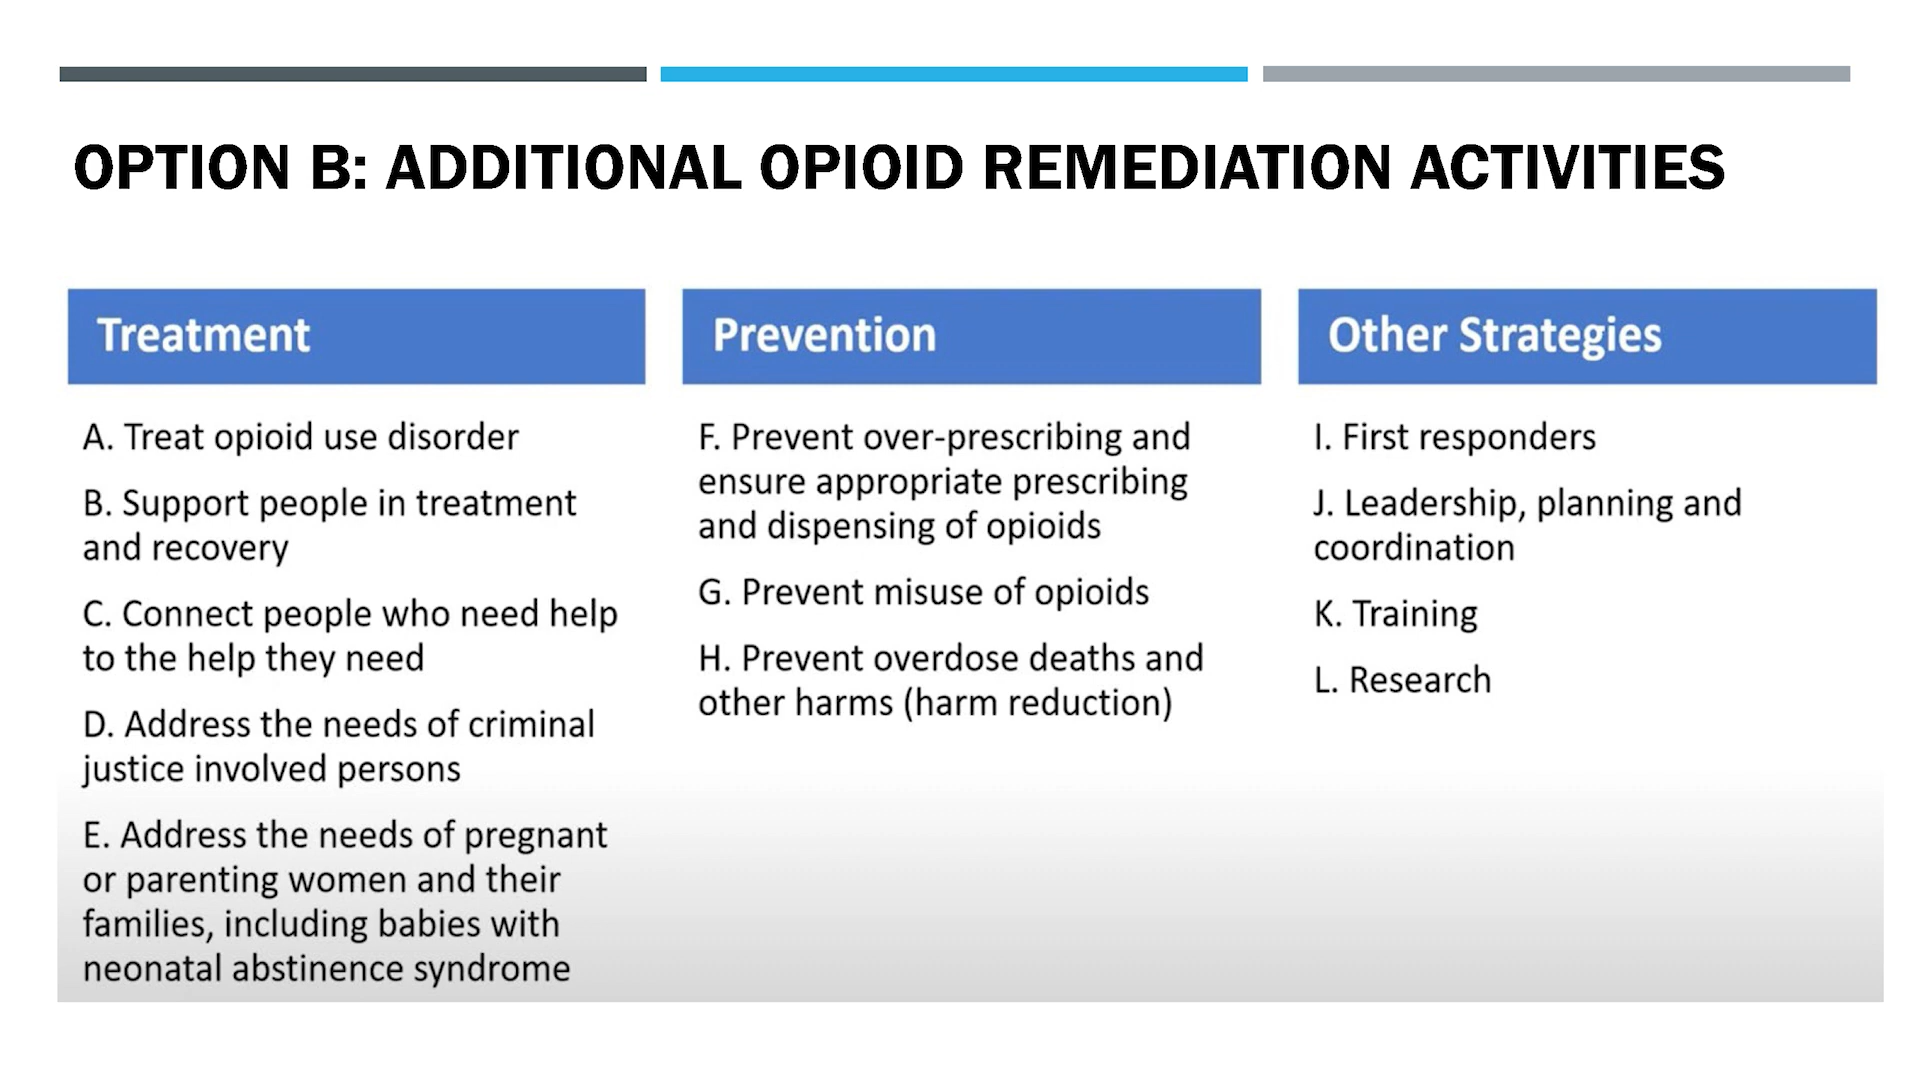 OPTION B: ADDITIONAL OPIOID REMEDIATION ACTIVITIES
Treatment
A. Treat opioid use disorder
B. Support people in treatment
and recovery
C. Connect people who need help
to the help they need
D. Address the needs of criminal
justice involved persons
E. Address the needs of pregnant
or parenting women and their
families, including babies with
neonatal abstinence syndrome
Prevention
F. Prevent over-prescribing and
ensure appropriate prescribing
and dispensing of opioids
G. Prevent misuse of opioids
H. Prevent overdose deaths and
other harms (harm reduction)
Other Strategies
I. First responders
J. Leadership, planning and
coordination
K. Training
L. Research